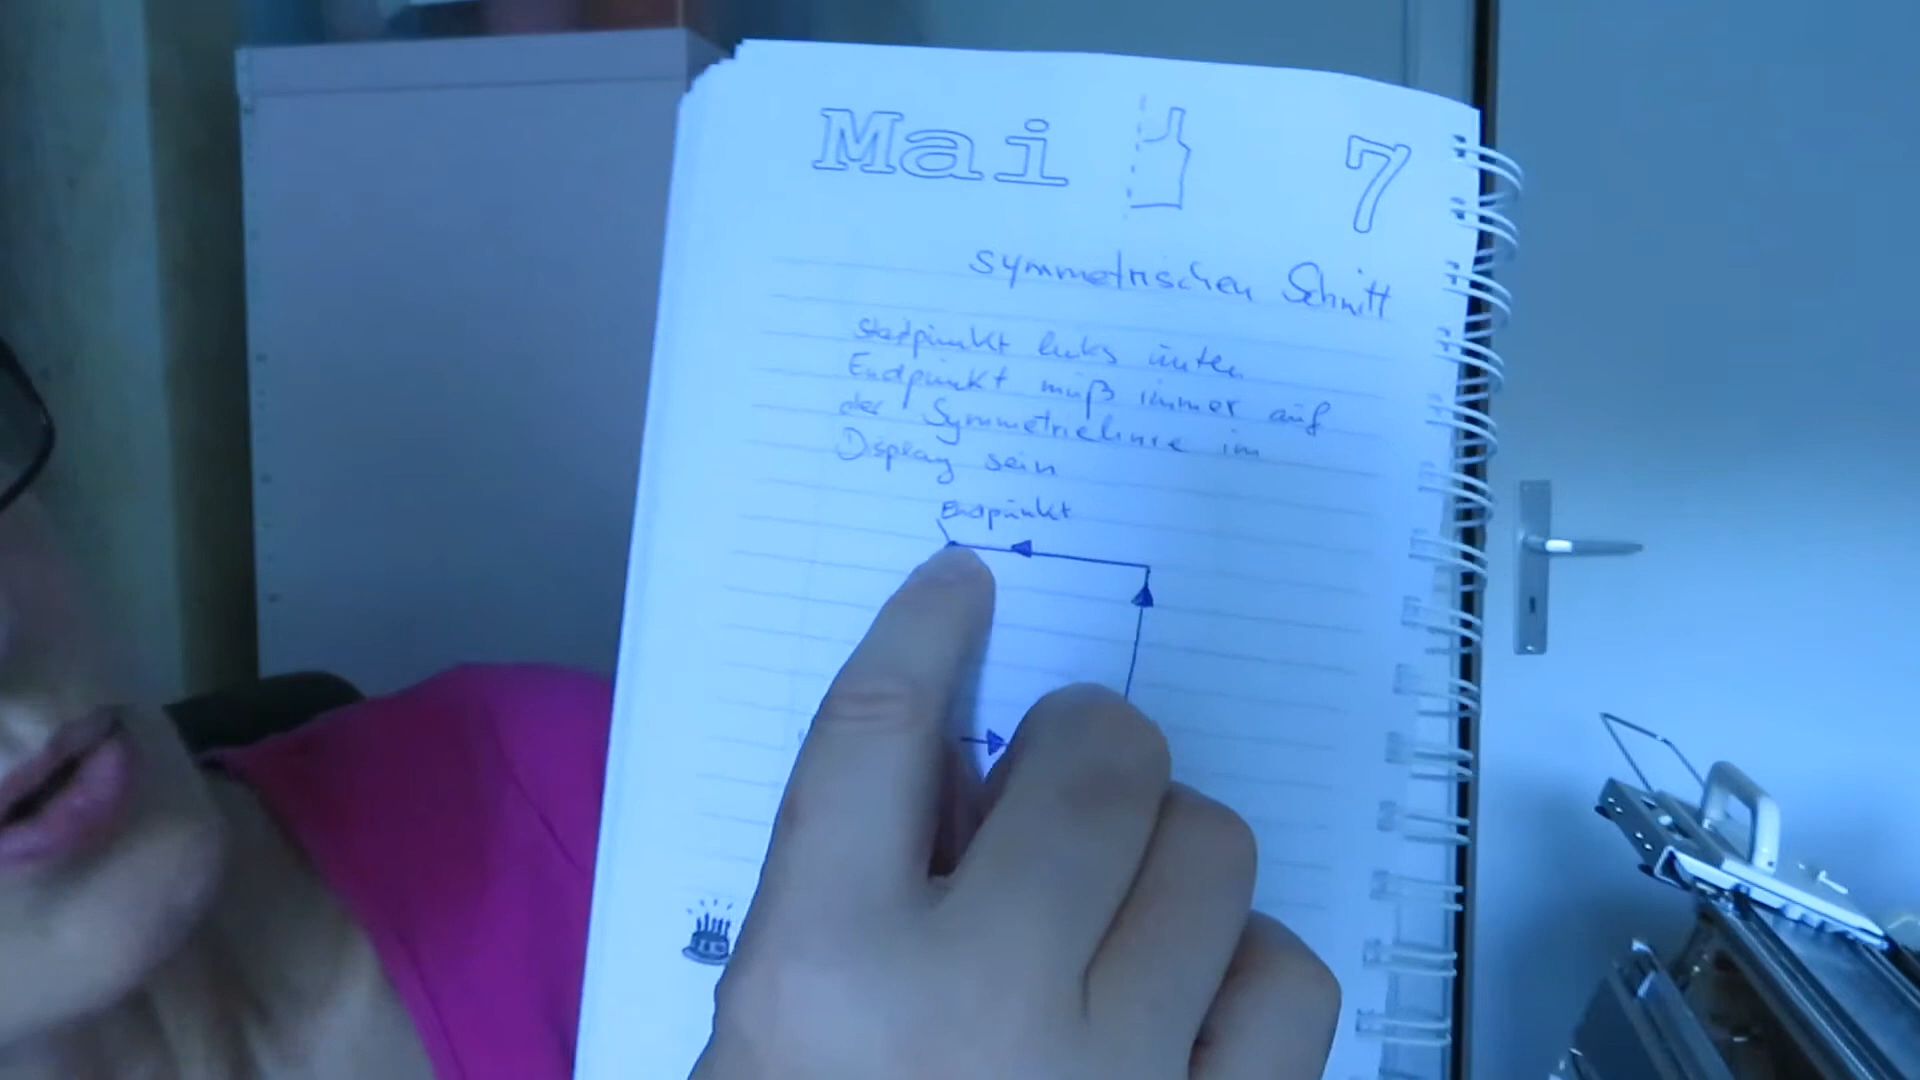 Mai 7
symmetrischen Schnitt
Startpunkt links unten
Endpunkt muß immer auf
der Symmetrielinie im
Display sein
Endpunkt